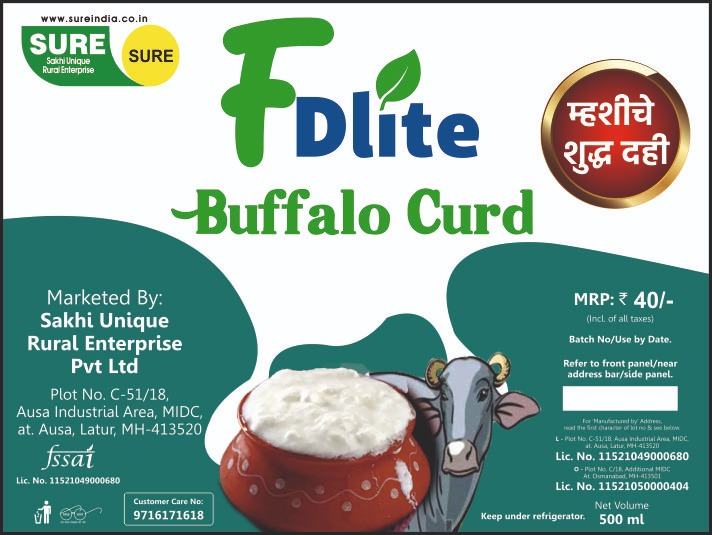 www.sureindia.co.in
SURE
Sakhi Unique
Rural Enterprise
SURE
F
Dlite
Buffalo Curd
म्हशीचे
शुद्ध दही
Marketed By:
Sakhi Unique
Rural Enterprise
Pvt Ltd
Plot No. C-51/18,
Ausa Industrial Area, MIDC,
at. Ausa, Latur, MH-413520
fssai
Lic. No. 11521049000680
Customer Care No:
9716171618
MRP: ₹ 40/-
(Incl. of all taxes)
Batch No/Use by Date.
Refer to front panel/near
address bar/side panel.
For 'Manufactured by' Address,
read the first character of lot no & see below.
L - Plot No. C-51/18, Ausa Industrial Area, MIDC,
at. Ausa, Latur, MH-413520
Lic. No. 11521049000680
O - Plot No. C/18, Additional MIDC
At. Osmanabad, MH-413501
Lic. No. 11521050000404
Keep under refrigerator.
Net Volume
500 ml